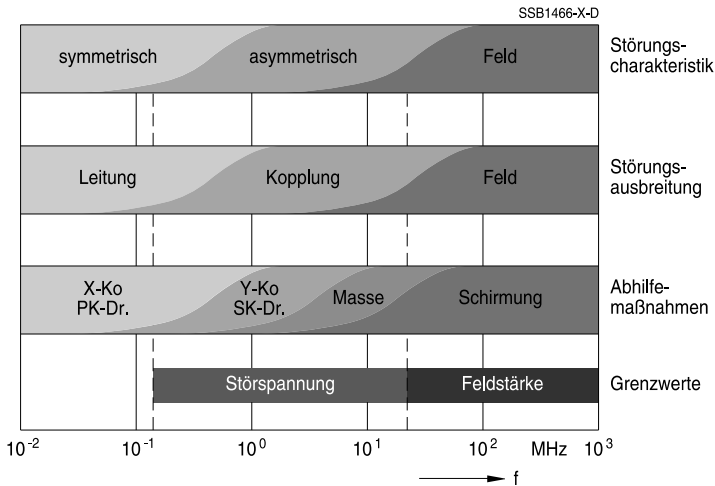 SSB1466-X-D
symmetrisch asymmetrisch Feld
Störungs-
charakteristik
Leitung Kopplung Feld
Störungs-
ausbreitung
X-Ko
PK-Dr.
Y-Ko
SK-Dr.
Masse Schirmung
Abhilfe-
maßnahmen
Störspannung Feldstärke Grenzwerte
10⁻² 10⁻¹ 10⁰ 10¹ 10² MHz 10³
f